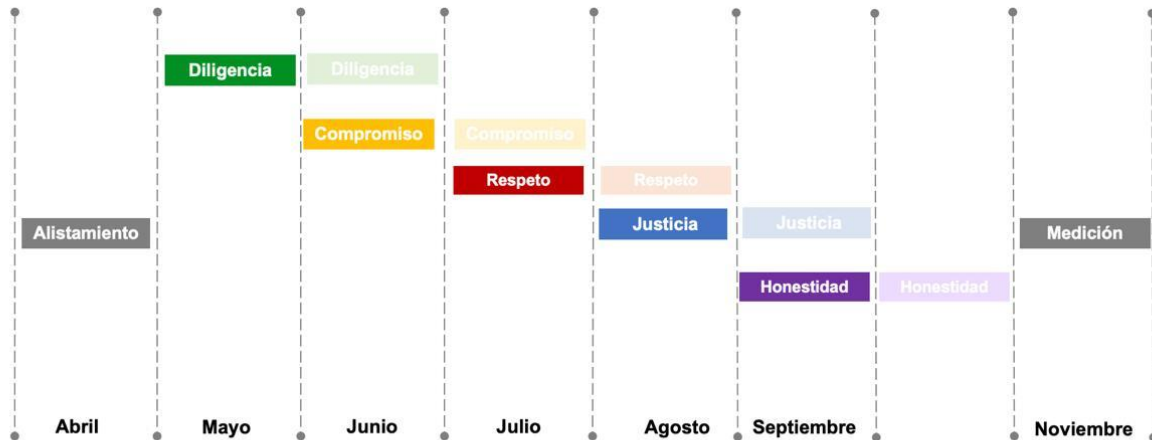 Diligencia Diligencia
Compromiso Compromiso
Respeto Respeto
Alistamiento Justicia Justicia Medición
Honestidad Honestidad
Abril Mayo Junio Julio Agosto Septiembre Noviembre